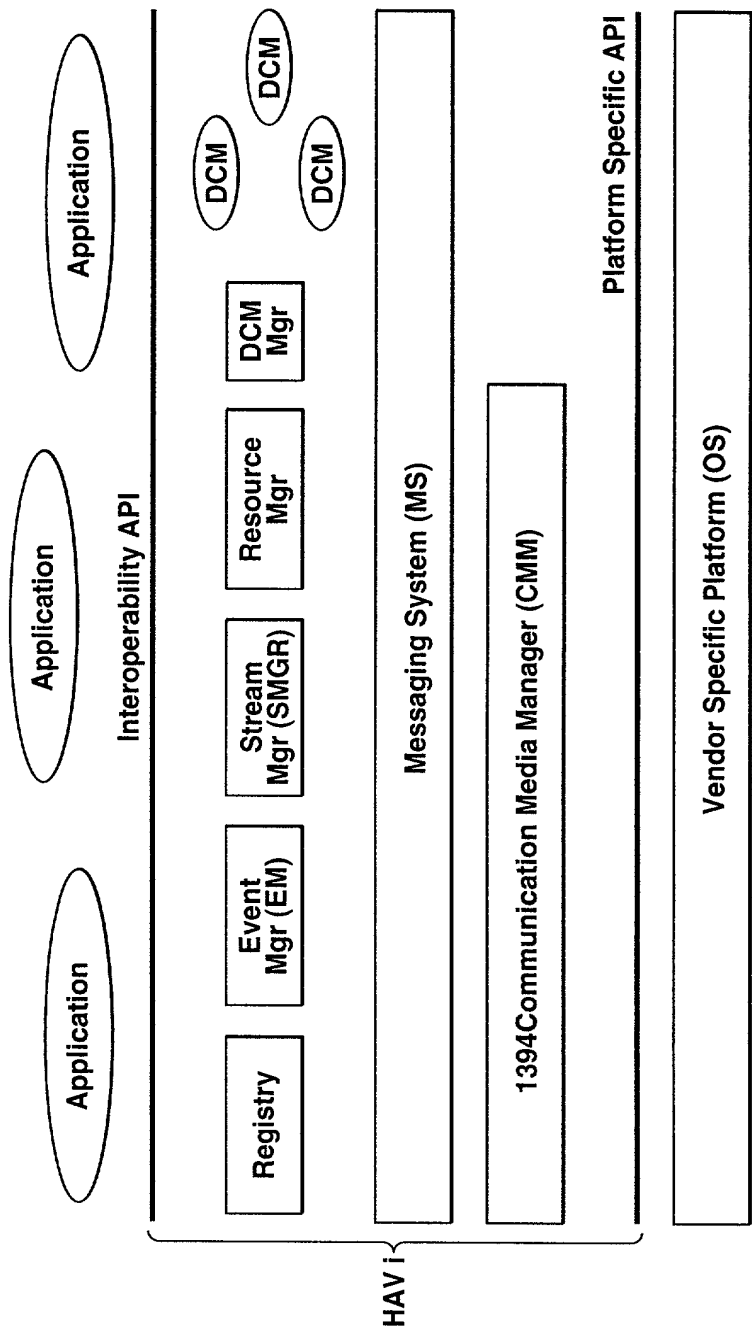 Application
Application
Application
Interoperability API
Registry
Event
Mgr (EM)
Stream
Mgr (SMGR)
Resource
Mgr
DCM
Mgr
DCM
DCM
DCM
HAV i
Messaging System (MS)
1394Communication Media Manager (CMM)
Platform Specific API
Vendor Specific Platform (OS)